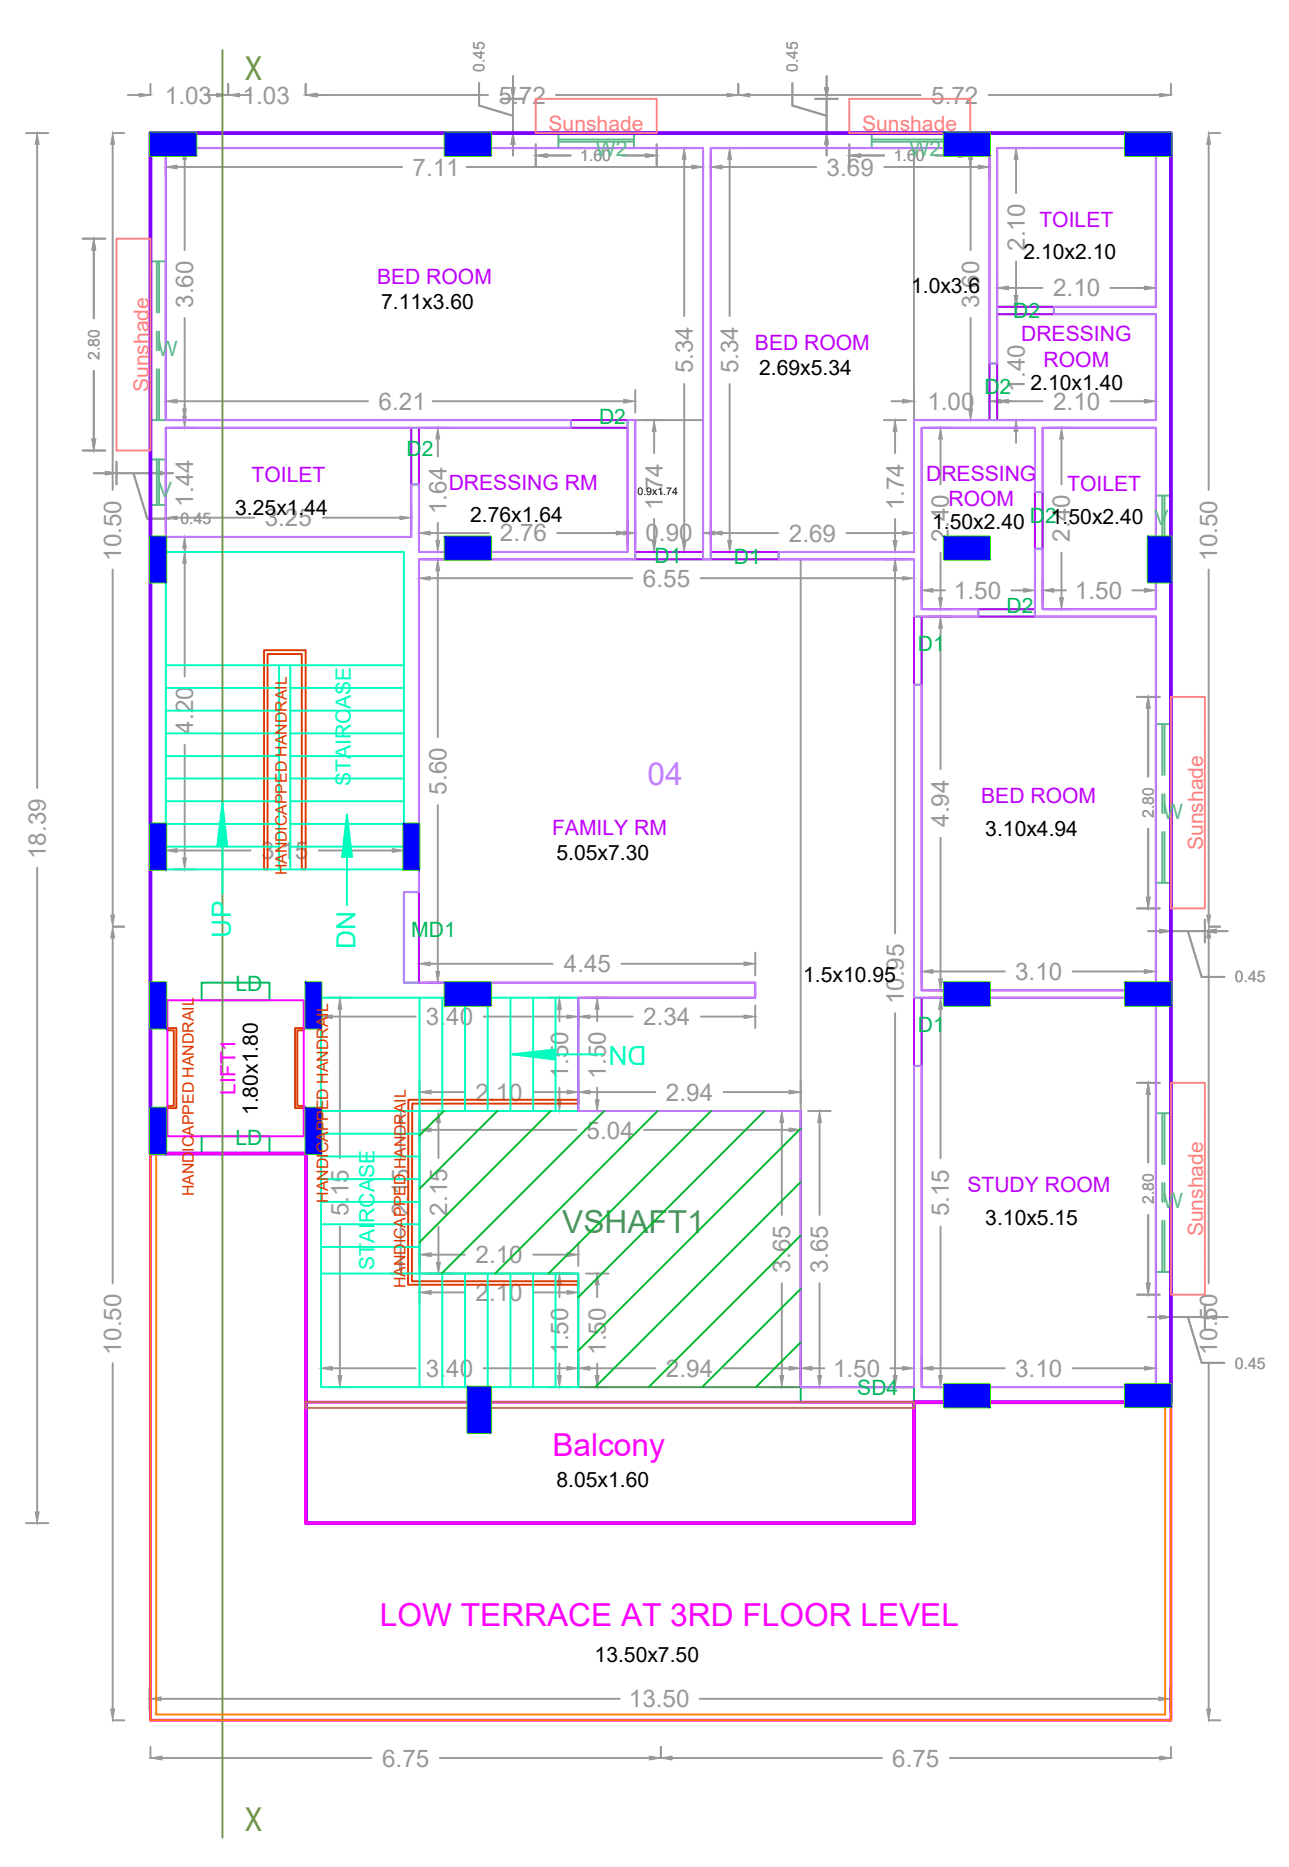 X
0.45
0.45
1.03
1.03
5.72
5.72
Sunshade
Sunshade
W2
W2
1.60
1.60
7.11
3.69
TOILET
2.10x2.10
2.10
2.10
3.60
BED ROOM
7.11x3.60
1.0x3.6
3.60
D2
Sunshade
2.80
W
5.34
5.34
BED ROOM
2.69x5.34
DRESSING
ROOM
2.10x1.40
1.40
2.10
D2
6.21
1.00
D2
D2
TOILET
3.25x1.44
3.25
1.44
V
0.45
1.64
DRESSING RM
2.76x1.64
2.76
1.74
0.9x1.74
0.90
2.69
1.74
DRESSING
ROOM
1.50x2.40
2.40
D2
TOILET
1.50x2.40
2.40
V
10.50
10.50
D1
D1
6.55
1.50
1.50
D2
D1
STAIRCASE
HANDICAPPED HANDRAIL
4.20
5.60
04
FAMILY RM
5.05x7.30
4.94
BED ROOM
3.10x4.94
2.80
W
Sunshade
18.39
UP
DN
MD1
4.45
1.5x10.95
10.95
3.10
0.45
LD
3.40
2.34
D1
HANDICAPPED HANDRAIL
LIFT1
1.80x1.80
HANDICAPPED HANDRAIL
1.50
1.50
DN
2.10
2.94
LD
5.04
HANDICAPPED HANDRAIL
5.15
STAIRCASE
2.15
VSHAFT1
3.65
3.65
5.15
STUDY ROOM
3.10x5.15
2.80
W
Sunshade
2.10
2.10
1.50
1.50
10.50
10.50
0.45
3.40
2.94
1.50
3.10
SD4
Balcony
8.05x1.60
LOW TERRACE AT 3RD FLOOR LEVEL
13.50x7.50
13.50
6.75
6.75
X